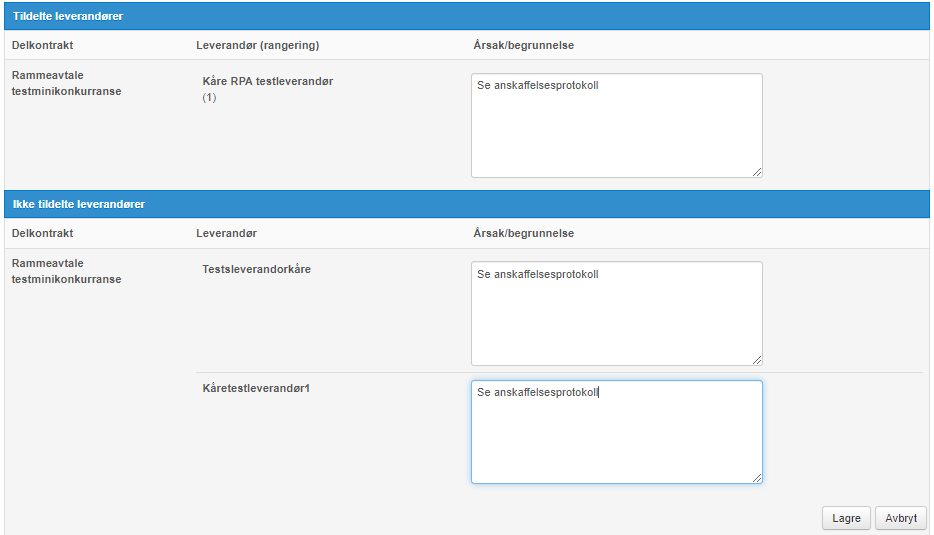 Tildelte leverandører
Delkontrakt Leverandør (rangering) Årsak/begrunnelse
Rammeavtale
testminikonkurranse
Kåre RPA testleverandør
(1)
Se anskaffelsesprotokoll
Ikke tildelte leverandører
Delkontrakt Leverandør Årsak/begrunnelse
Rammeavtale
testminikonkurranse
Testsleverandorkåre
Se anskaffelsesprotokoll
Kåretestleverandør1
Se anskaffelsesprotokoll
Lagre Avbryt